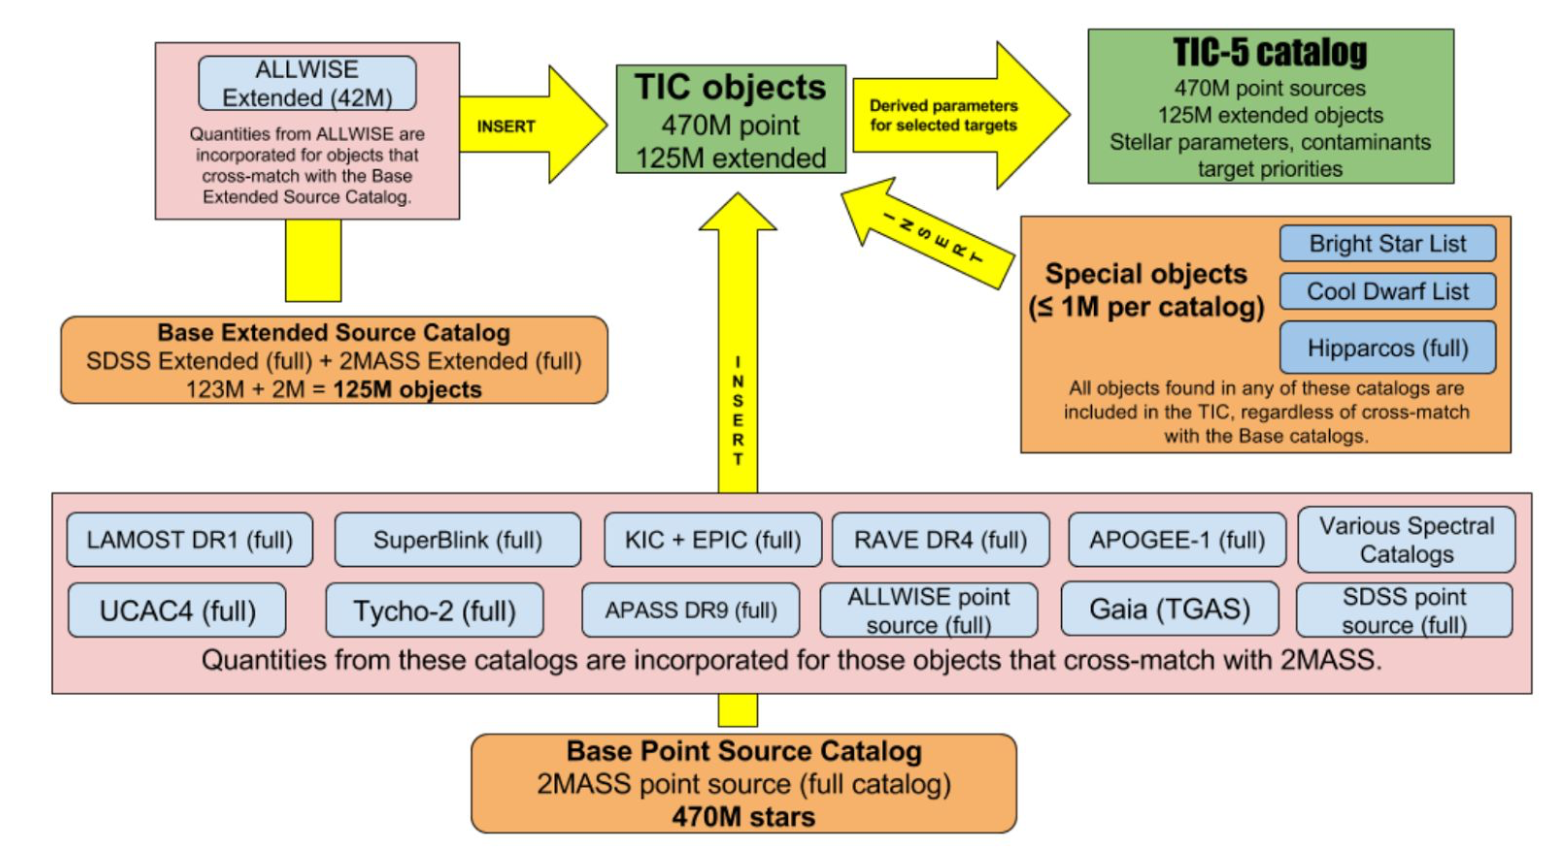 ALLWISE
Extended (42M)
Quantities from ALLWISE are
incorporated for objects that
cross-match with the Base
Extended Source Catalog.
INSERT
TIC objects
470M point
125M extended
Derived parameters
for selected targets
TIC-5 catalog
470M point sources
125M extended objects
Stellar parameters, contaminants
target priorities
INSERT
Special objects
(≤ 1M per catalog)
Bright Star List
Cool Dwarf List
Hipparcos (full)
All objects found in any of these catalogs are
included in the TIC, regardless of cross-match
with the Base catalogs.
Base Extended Source Catalog
SDSS Extended (full) + 2MASS Extended (full)
123M + 2M = 125M objects
INSERT
LAMOST DR1 (full)
SuperBlink (full)
KIC + EPIC (full)
RAVE DR4 (full)
APOGEE-1 (full)
Various Spectral
Catalogs
UCAC4 (full)
Tycho-2 (full)
APASS DR9 (full)
ALLWISE point
source (full)
Gaia (TGAS)
SDSS point
source (full)
Quantities from these catalogs are incorporated for those objects that cross-match with 2MASS.
Base Point Source Catalog
2MASS point source (full catalog)
470M stars